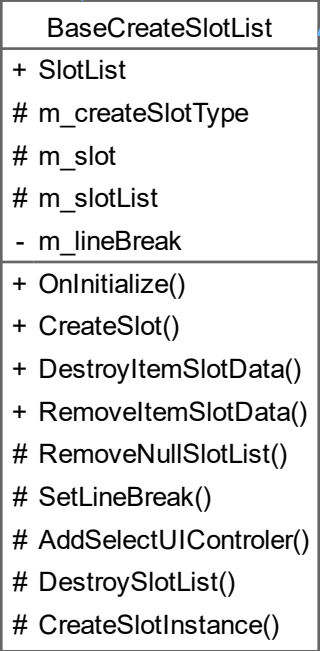 BaseCreateSlotList
+ SlotList
# m_createSlotType
# m_slot
# m_slotList
- m_lineBreak
+ OnInitialize()
+ CreateSlot()
+ DestroyItemSlotData()
+ RemoveItemSlotData()
# RemoveNullSlotList()
# SetLineBreak()
# AddSelectUIControler()
# DestroySlotList()
# CreateSlotInstance()